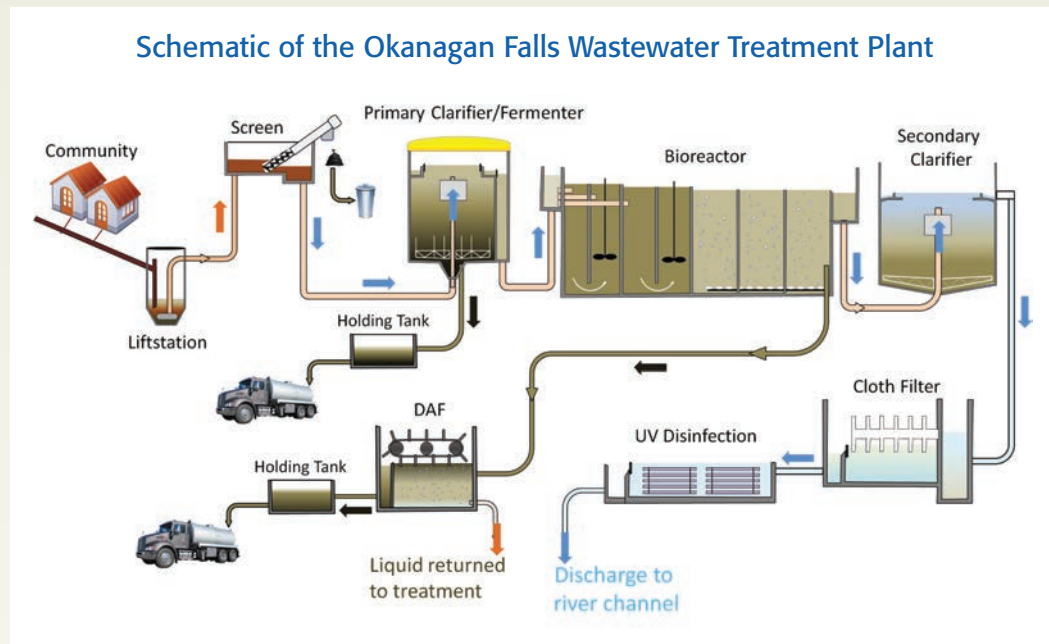 Schematic of the Okanagan Falls Wastewater Treatment Plant
Community
Screen
Primary Clarifier/Fermenter
Bioreactor
Secondary
Clarifier
Liftstation
Holding Tank
DAF
Holding Tank
UV Disinfection
Cloth Filter
Liquid returned
to treatment
Discharge to
river channel